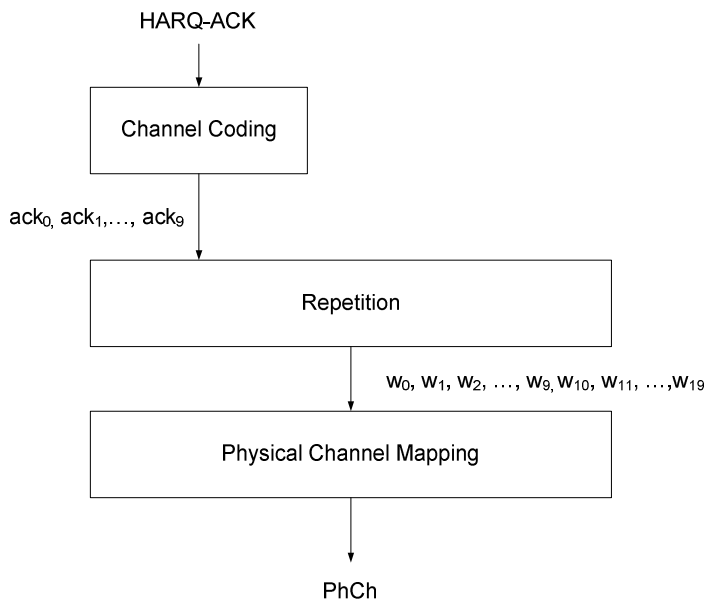 HARQ-ACK
Channel Coding
ack₀, ack₁,…, ack₉
Repetition
w₀, w₁, w₂, …, w₉, w₁₀, w₁₁, …,w₁₉
Physical Channel Mapping
PhCh